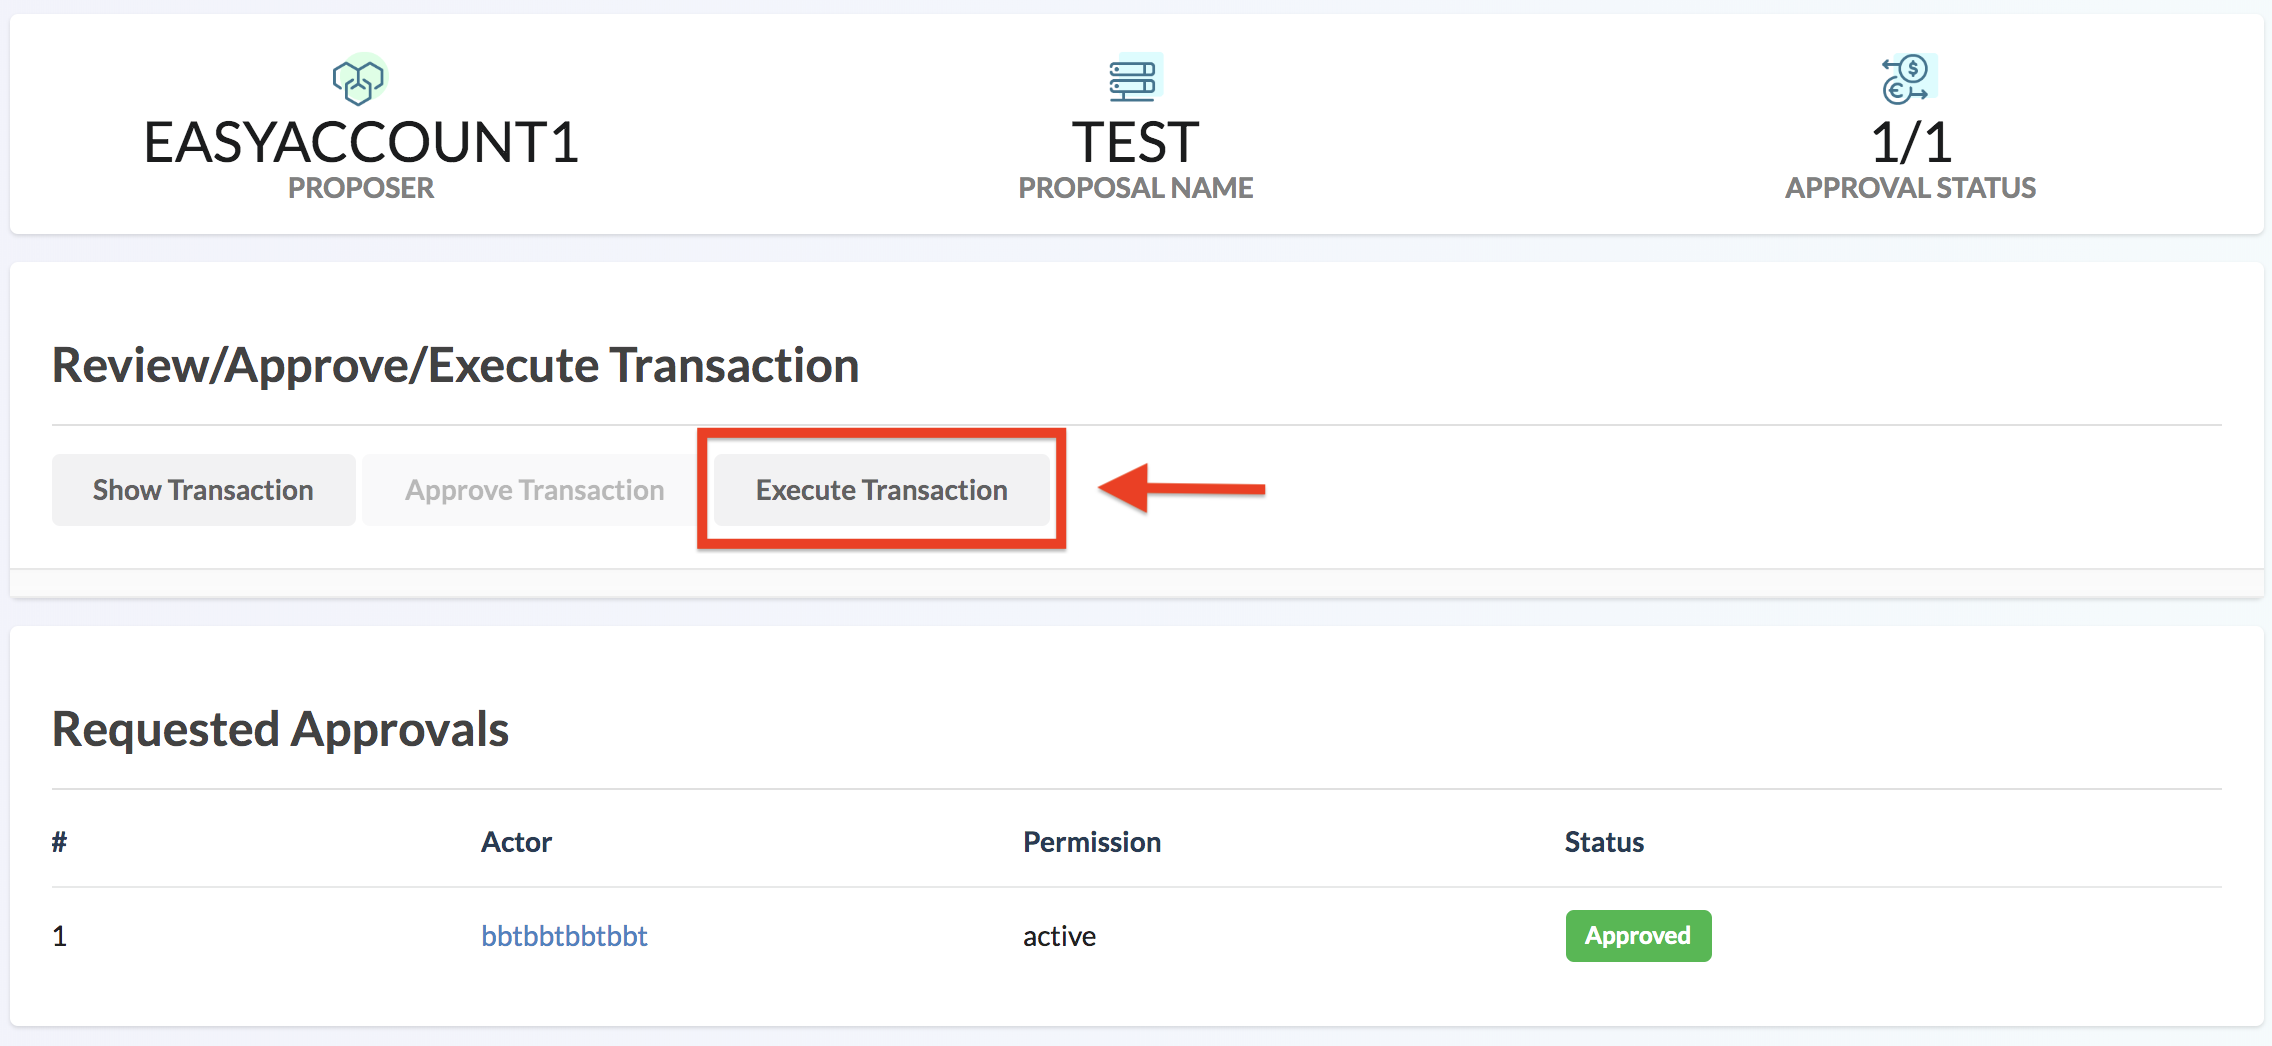 EASYACCOUNT1
PROPOSER
TEST
PROPOSAL NAME
$
€
1/1
APPROVAL STATUS
Review/Approve/Execute Transaction
Show Transaction Approve Transaction Execute Transaction
Requested Approvals
# Actor Permission Status
1 bbtbbtbbtbbt active Approved